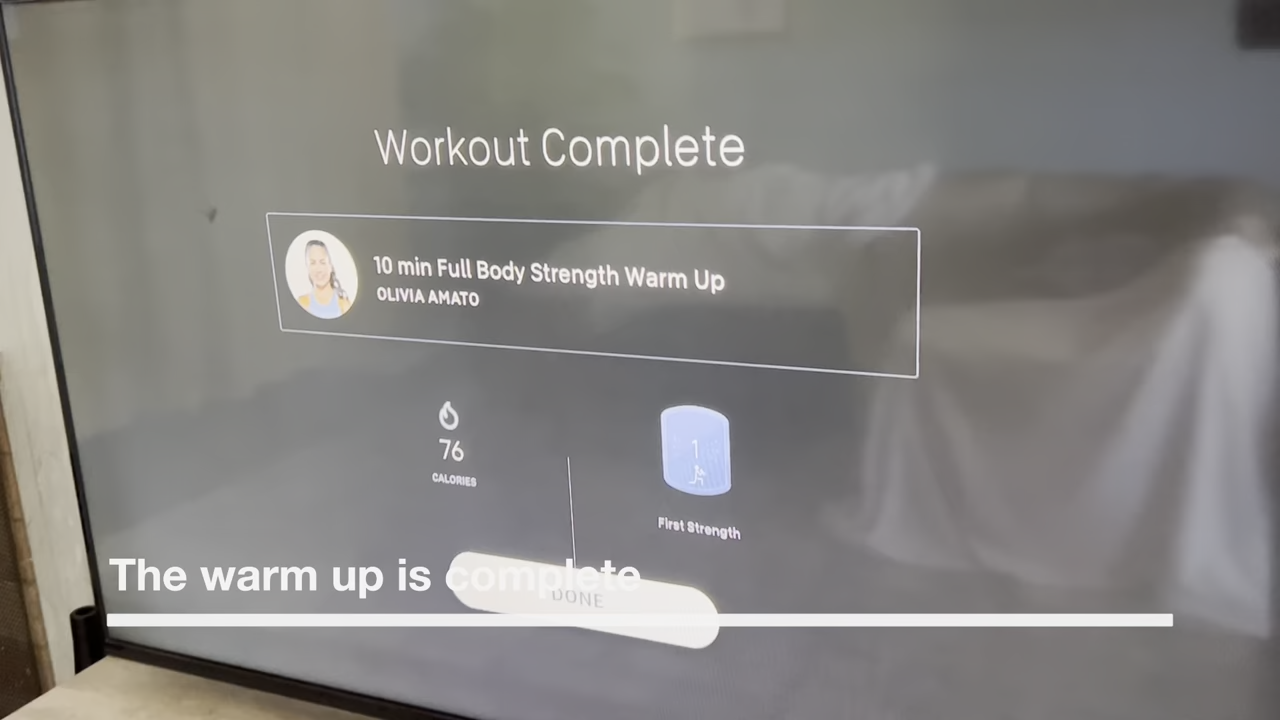 Workout Complete
10 min Full Body Strength Warm Up
OLIVIA AMATO
76
CALORIES
1
First Strength
The warm up is complete
DONE